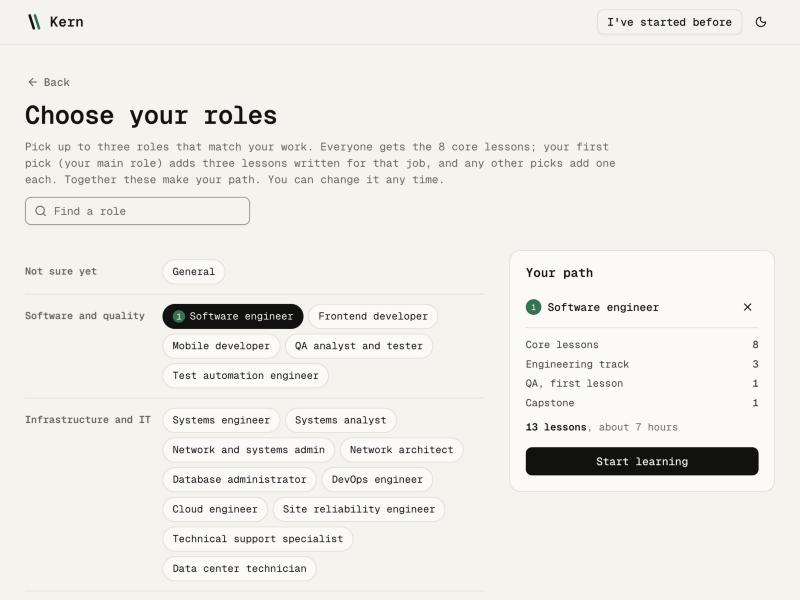 Kern
I've started before
Back
Choose your roles
Pick up to three roles that match your work. Everyone gets the 8 core lessons; your first
pick (your main role) adds three lessons written for that job, and any other picks add one
each. Together these make your path. You can change it any time.
Find a role
Not sure yet
General
Software and quality
1 Software engineer
Frontend developer
Mobile developer
QA analyst and tester
Test automation engineer
Infrastructure and IT
Systems engineer
Systems analyst
Network and systems admin
Network architect
Database administrator
DevOps engineer
Cloud engineer
Site reliability engineer
Technical support specialist
Data center technician
Your path
1 Software engineer
Core lessons 8
Engineering track 3
QA, first lesson 1
Capstone 1
13 lessons, about 7 hours
Start learning